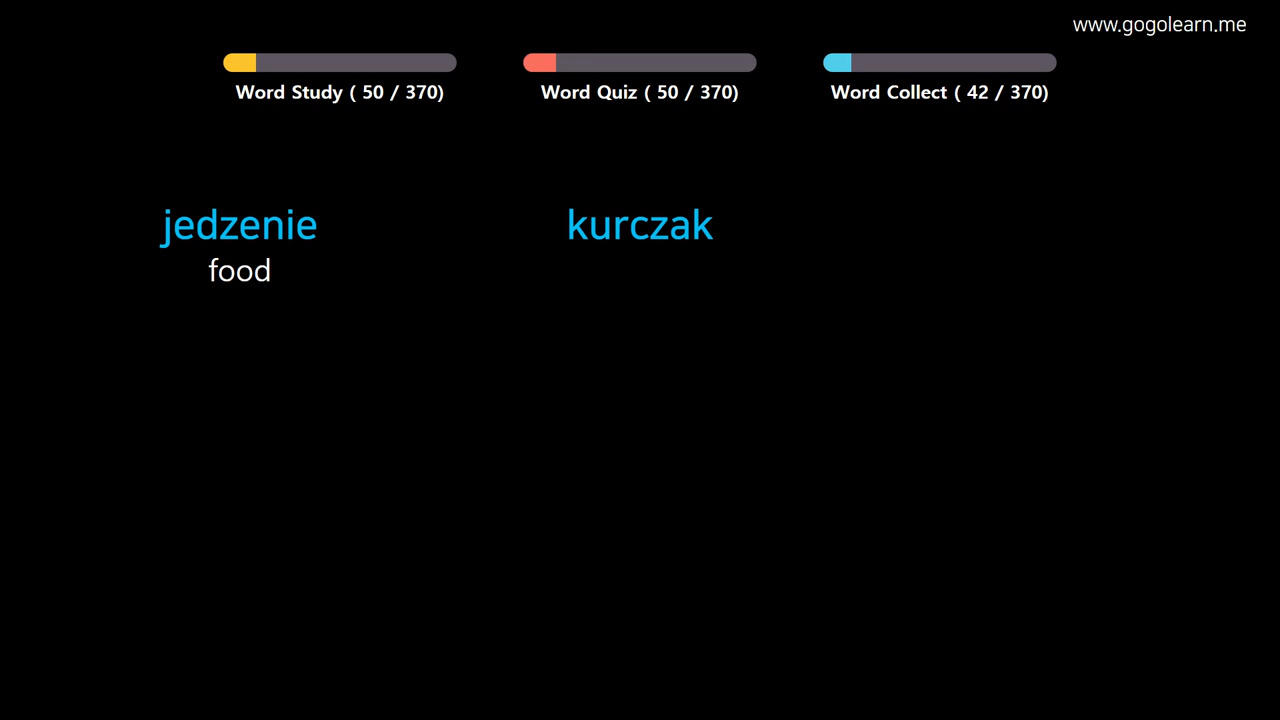 www.gogolearn.me
Word Study ( 50 / 370)
Word Quiz ( 50 / 370)
Word Collect ( 42 / 370)
jedzenie
food
kurczak